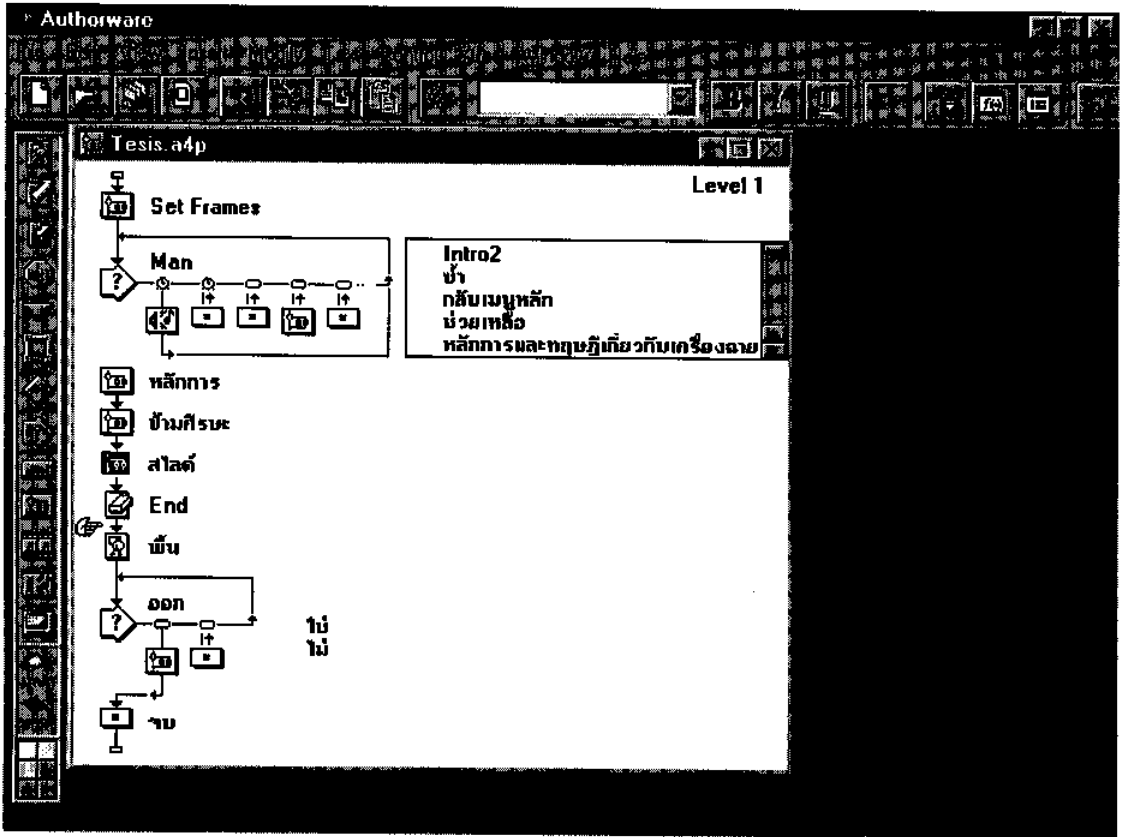 Authorware
Tesis.a4p
Level 1
Set Frames
Man
Intro2
ซ้ำ
กลับเมนูหลัก
ช่วยเหลือ
หลักการและทฤษฎีเกี่ยวกับเครื่องฉาย
หลักการ
ข้ามศีรษะ
สไลด์
End
พื้น
ออก
ใช่
ไม่
จบ